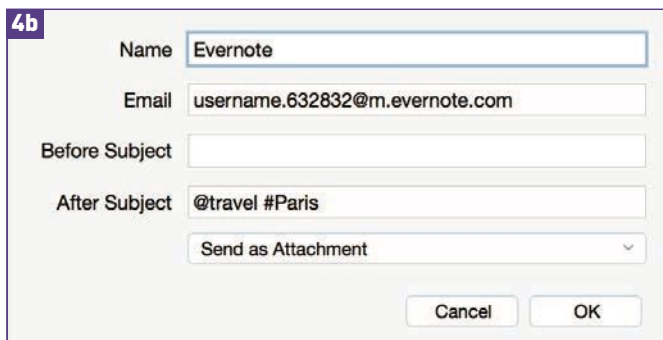 4b
Name Evernote
Email username.632832@m.evernote.com
Before Subject
After Subject @travel #Paris
Send as Attachment
Cancel OK